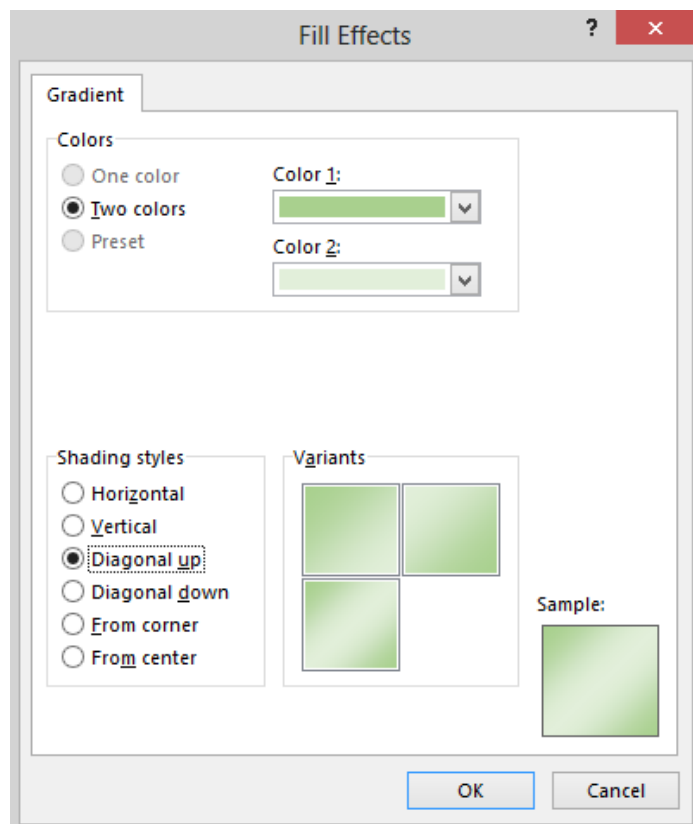 Fill Effects
?
Gradient
Colors
One color
Two colors
Preset
Color 1:
Color 2:
Shading styles
Horizontal
Vertical
Diagonal up
Diagonal down
From corner
From center
Variants
Sample:
OK
Cancel